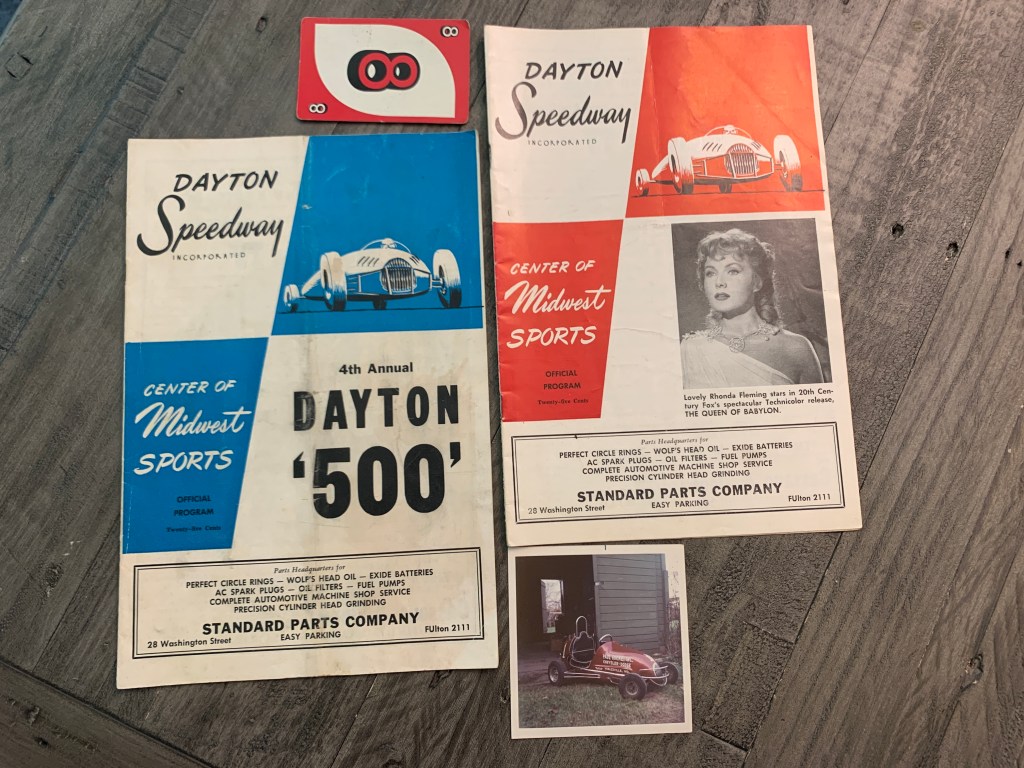 DAYTON
Speedway
INCORPORATED
CENTER OF
Midwest
SPORTS
OFFICIAL
PROGRAM
Twenty-five Cents
4th Annual
DAYTON
'500'
Parts Headquarters for
PERFECT CIRCLE RINGS — WOLF'S HEAD OIL — EXIDE BATTERIES
AC SPARK PLUGS — OIL FILTERS — FUEL PUMPS
COMPLETE AUTOMOTIVE MACHINE SHOP SERVICE
PRECISION CYLINDER HEAD GRINDING
STANDARD PARTS COMPANY
28 Washington Street
EASY PARKING
FUlton 2111
DAYTON
Speedway
INCORPORATED
CENTER OF
Midwest
SPORTS
OFFICIAL
PROGRAM
Twenty-five Cents
Lovely Rhonda Fleming stars in 20th Cen-
tury Fox's spectacular Technicolor release,
THE QUEEN OF BABYLON.
Parts Headquarters for
PERFECT CIRCLE RINGS — WOLF'S HEAD OIL — EXIDE BATTERIES
AC SPARK PLUGS — OIL FILTERS — FUEL PUMPS
COMPLETE AUTOMOTIVE MACHINE SHOP SERVICE
PRECISION CYLINDER HEAD GRINDING
STANDARD PARTS COMPANY
28 Washington Street
EASY PARKING
FUlton 2111
CHRYSLER DODGE